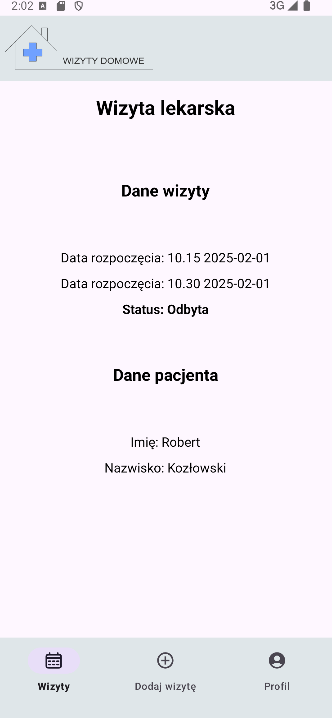 2:02
3G
WIZYTY DOMOWE
Wizyta lekarska
Dane wizyty
Data rozpoczęcia: 10.15 2025-02-01
Data rozpoczęcia: 10.30 2025-02-01
Status: Odbyta
Dane pacjenta
Imię: Robert
Nazwisko: Kozłowski
Wizyty
Dodaj wizytę
Profil